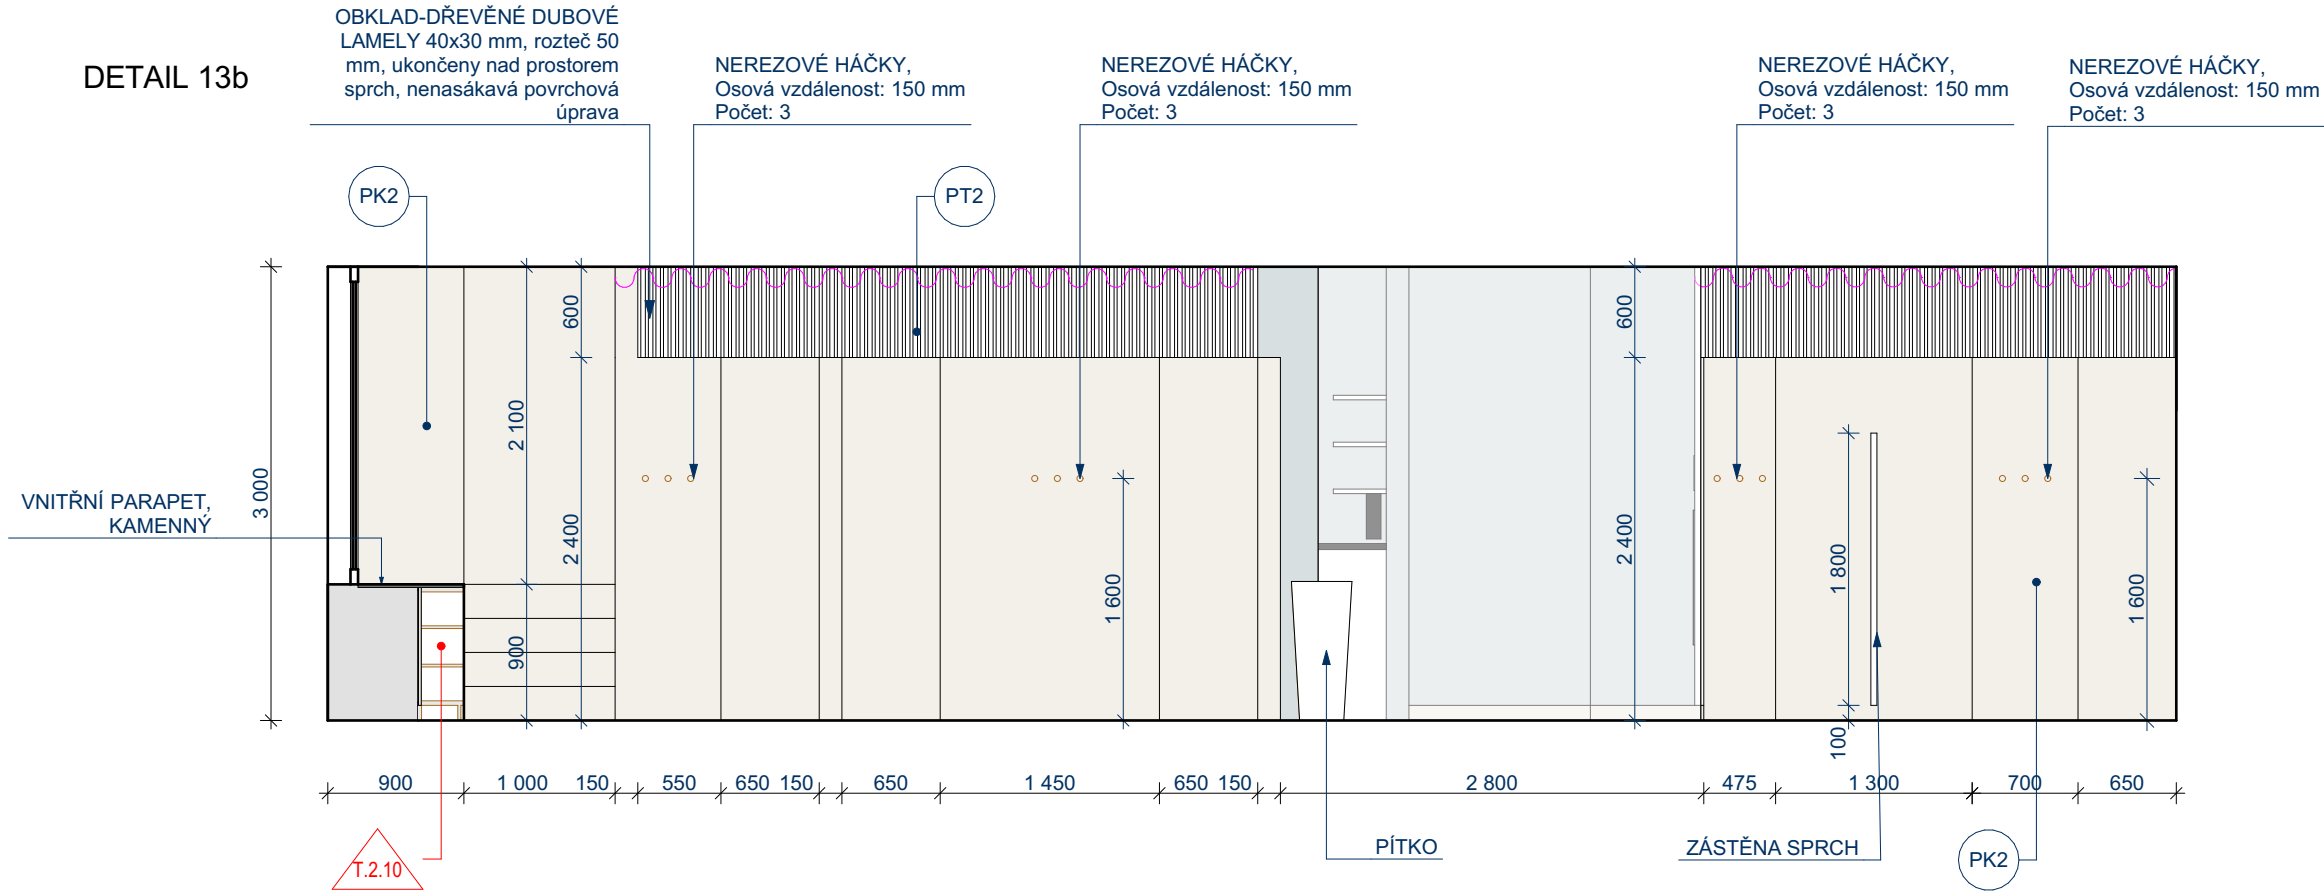 DETAIL 13b
OBKLAD-DŘEVĚNÉ DUBOVÉ
LAMELY 40x30 mm, rozteč 50
mm, ukončeny nad prostorem
sprch, nenasákavá povrchová
úprava
NEREZOVÉ HÁČKY,
Osová vzdálenost: 150 mm
Počet: 3
NEREZOVÉ HÁČKY,
Osová vzdálenost: 150 mm
Počet: 3
NEREZOVÉ HÁČKY,
Osová vzdálenost: 150 mm
Počet: 3
NEREZOVÉ HÁČKY,
Osová vzdálenost: 150 mm
Počet: 3
PK2
PT2
VNITŘNÍ PARAPET,
KAMENNÝ
3 000
2 100
900
600
2 400
1 600
600
2 400
1 800
100
1 600
900
1 000
150
550
650
150
650
1 450
650
150
2 800
475
1 300
700
650
T.2.10
PÍTKO
ZÁSTĚNA SPRCH
PK2